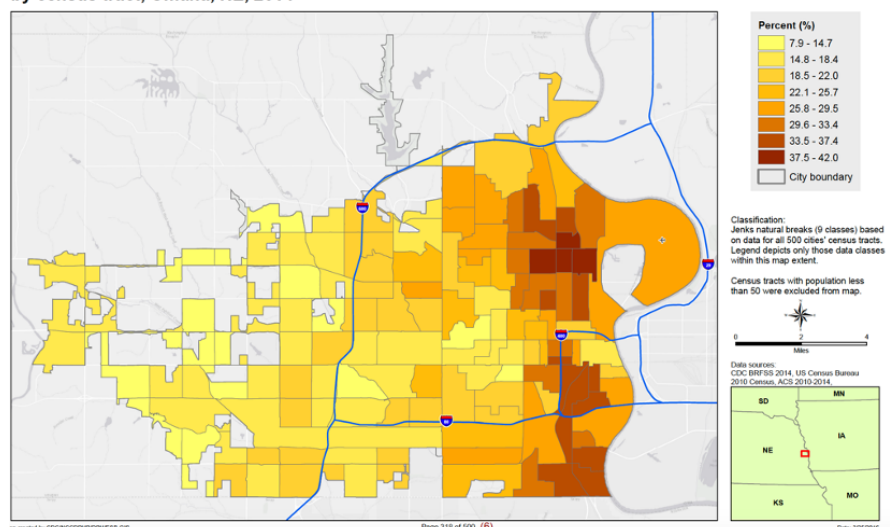 Percent (%)
7.9 - 14.7
14.8 - 18.4
18.5 - 22.0
22.1 - 25.7
25.8 - 29.5
29.6 - 33.4
33.5 - 37.4
37.5 - 42.0
City boundary
Classification:
Jenks natural breaks (9 classes) based
on data for all 500 cities' census tracts.
Legend depicts only those data classes
within this map extent.
Census tracts with population less
than 50 were excluded from map.
0 2 4
Miles
Data sources:
CDC BRFSS 2014, US Census Bureau
2010 Census, ACS 2010-2014,
SD
MN
NE
IA
KS
MO
(6)